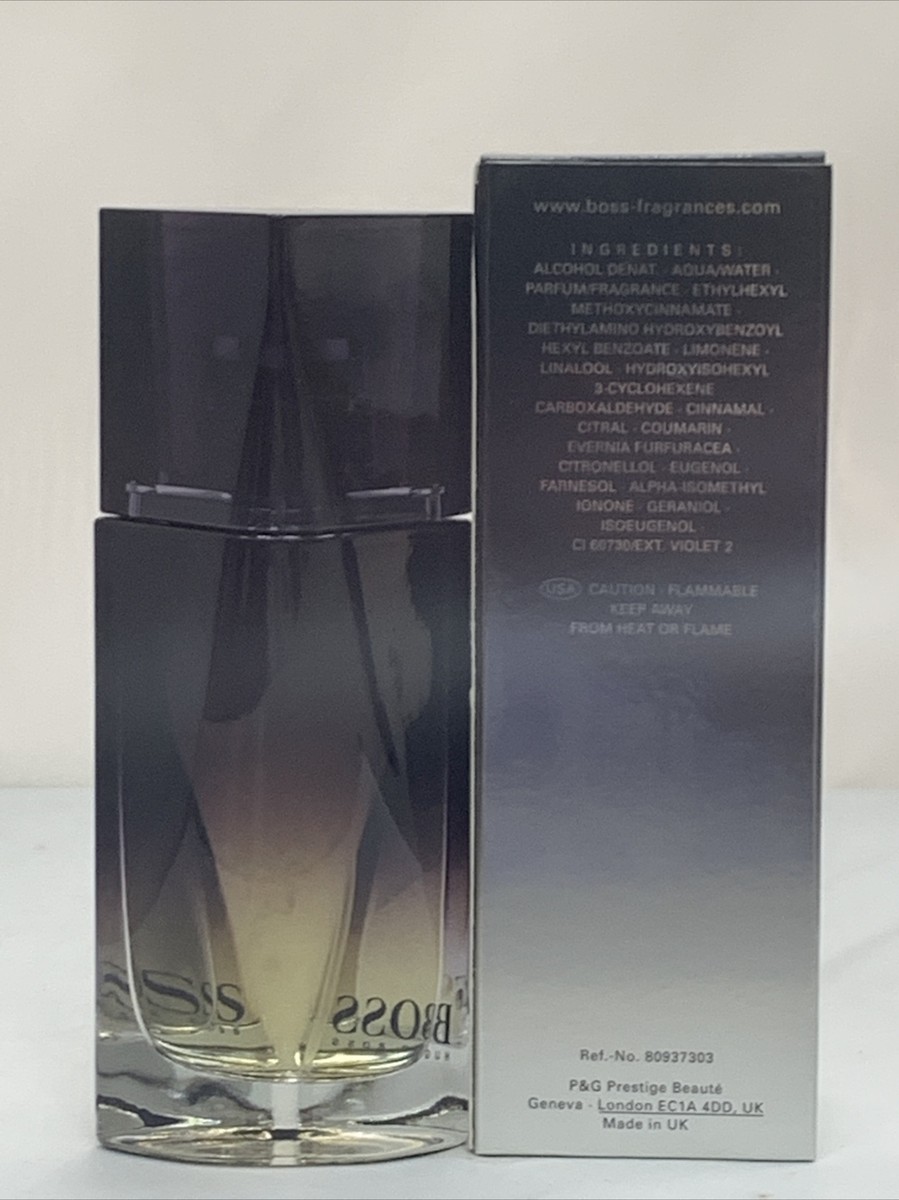 www.boss-fragrances.com
INGREDIENTS:
ALCOHOL DENAT. · AQUA/WATER ·
PARFUM/FRAGRANCE · ETHYLHEXYL
METHOXYCINNAMATE ·
DIETHYLAMINO HYDROXYBENZOYL
HEXYL BENZOATE · LIMONENE ·
LINALOOL · HYDROXYISOHEXYL
3-CYCLOHEXENE
CARBOXALDEHYDE · CINNAMAL ·
CITRAL · COUMARIN ·
EVERNIA FURFURACEA ·
CITRONELLOL · EUGENOL ·
FARNESOL · ALPHA-ISOMETHYL
IONONE · GERANIOL ·
ISOEUGENOL ·
CI 60730/EXT. VIOLET 2
USA CAUTION · FLAMMABLE
KEEP AWAY
FROM HEAT OR FLAME
BOSS
Ref.-No. 80937303
P&G Prestige Beauté
Geneva · London EC1A 4DD, UK
Made in UK